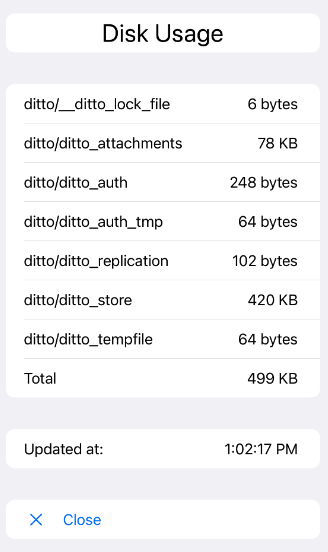 Disk Usage
ditto/__ditto_lock_file 6 bytes
ditto/ditto_attachments 78 KB
ditto/ditto_auth 248 bytes
ditto/ditto_auth_tmp 64 bytes
ditto/ditto_replication 102 bytes
ditto/ditto_store 420 KB
ditto/ditto_tempfile 64 bytes
Total 499 KB
Updated at: 1:02:17 PM
Close